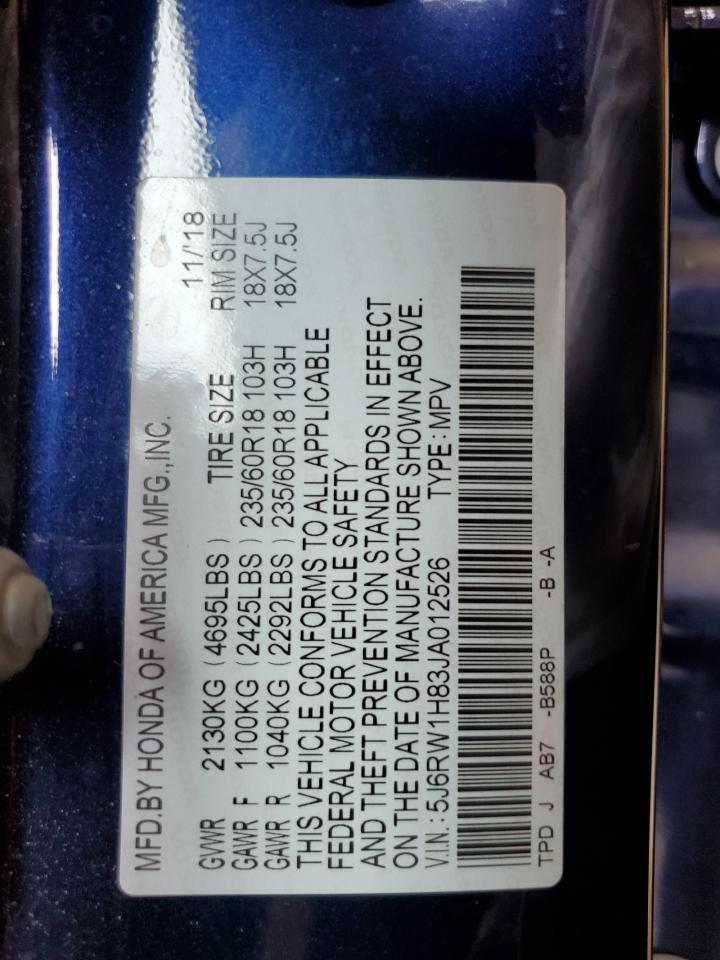 MFD.BY HONDA OF AMERICA MFG.,INC. 11/'18
GVWR 2130KG (4695LBS) TIRE SIZE RIM SIZE
GAWR F 1100KG (2425LBS) 235/60R18 103H 18X7.5J
GAWR R 1040KG (2292LBS) 235/60R18 103H 18X7.5J
THIS VEHICLE CONFORMS TO ALL APPLICABLE
FEDERAL MOTOR VEHICLE SAFETY
AND THEFT PREVENTION STANDARDS IN EFFECT
ON THE DATE OF MANUFACTURE SHOWN ABOVE.
V.I.N.: 5J6RW1H83JA012526 TYPE:MPV
TPD J AB7 -B588P -B -A